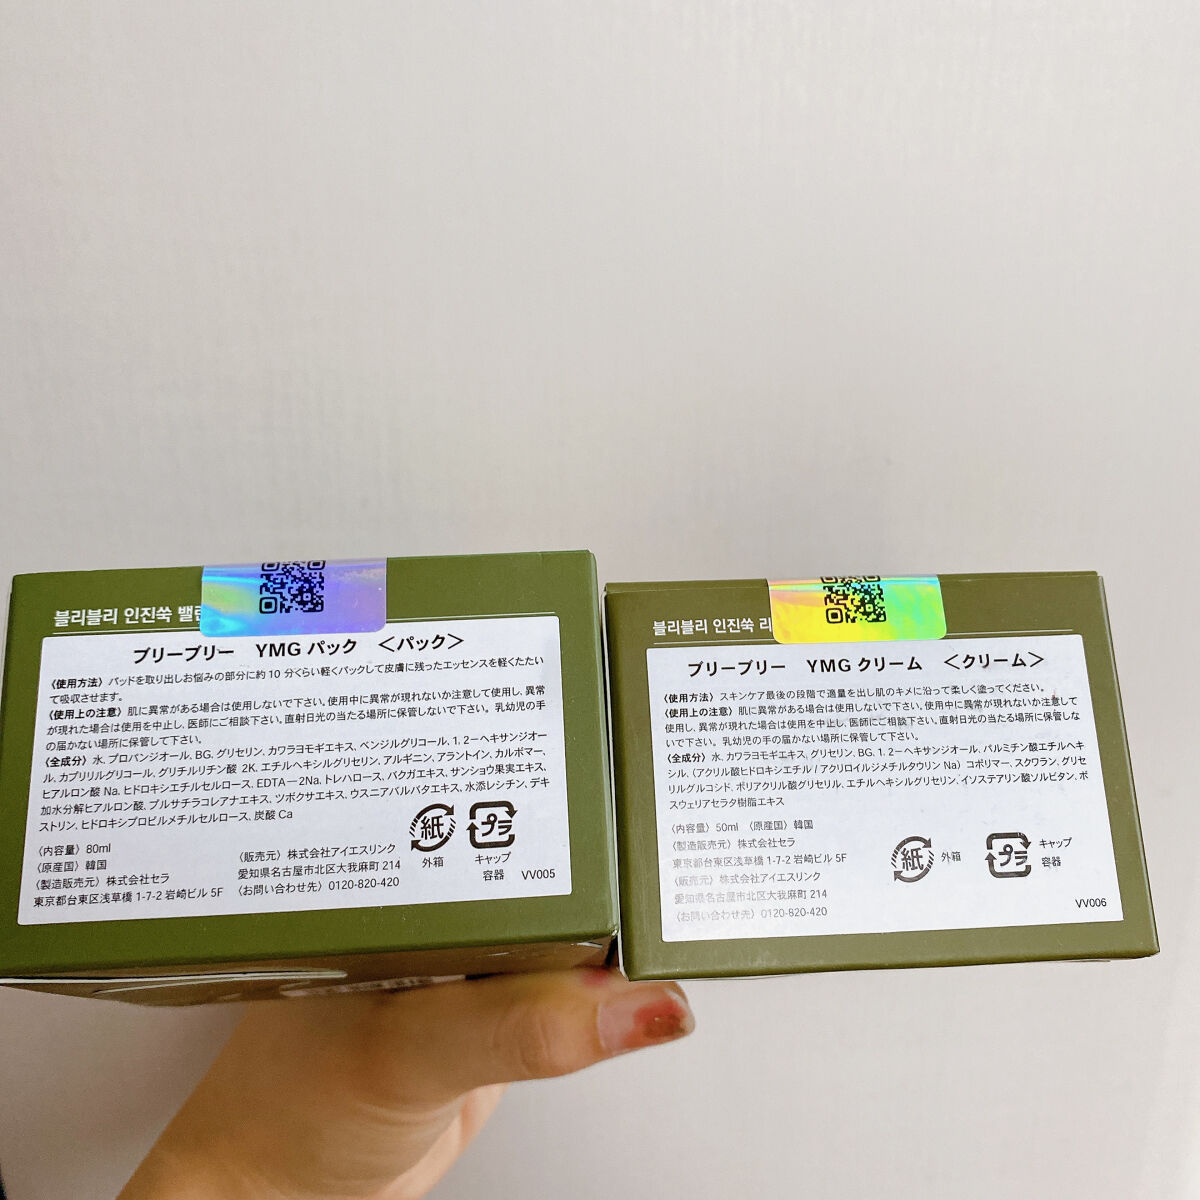 블리블리 인진쑥
ブリーブリー YMG パック <パック>
〈使用方法〉パッドを取り出しお悩みの部分に約 10 分くらい軽くパックして皮膚に残ったエッセンスを軽くたたい
て吸収させます。
〈使用上の注意〉肌に異常がある場合は使用しないで下さい。使用中に異常が現れないか注意して使用し、異常
が現れた場合は使用を中止し、医師にご相談下さい。直射日光の当たる場所に保管しないで下さい。乳幼児の手
の届かない場所に保管して下さい。
〈全成分〉水、プロパンジオール、BG、グリセリン、カワラヨモギエキス、ベンジルグリコール、1, 2-ヘキサンジオー
ル、カプリリルグリコール、グリチルリチン酸 2K、エチルヘキシルグリセリン、アルギニン、アラントイン、カルボマー、
ヒアルロン酸 Na、ヒドロキシエチルセルロース、EDTA－2Na、トレハロース、バクガエキス、サンショウ果実エキス、
加水分解ヒアルロン酸、プルサチラコレアナエキス、ツボクサエキス、ウスニアバルバタエキス、水添レシチン、デキ
ストリン、ヒドロキシプロピルメチルセルロース、炭酸 Ca
〈内容量〉80ml
〈原産国〉韓国
〈製造販売元〉株式会社セラ
東京都台東区浅草橋 1-7-2 岩崎ビル 5F
〈販売元〉株式会社アイエスリンク
愛知県名古屋市北区大我麻町 214
〈お問い合わせ先〉0120-820-420
紙
外箱
プラ
キャップ
容器
VV005
블리블리 인진쑥
ブリーブリー YMG クリーム <クリーム>
〈使用方法〉スキンケア最後の段階で適量を出し肌のキメに沿って柔しく塗ってください。
〈使用上の注意〉肌に異常がある場合は使用しないで下さい。使用中に異常が現れないか注意して
使用し、異常が現れた場合は使用を中止し、医師にご相談下さい。直射日光の当たる場所に保管しな
いで下さい。乳幼児の手の届かない場所に保管して下さい。
〈全成分〉水、カワラヨモギエキス、グリセリン、BG、1, 2-ヘキサンジオール、パルミチン酸エチルヘキ
シル、(アクリル酸ヒドロキシエチル / アクリロイルジメチルタウリン Na) コポリマー、スクワラン、グリセ
リルグルコシド、ポリアクリル酸グリセリル、エチルヘキシルグリセリン、イソステアリン酸ソルビタン、ボ
スウェリアセラタ樹脂エキス
〈内容量〉50ml 〈原産国〉韓国
〈製造販売元〉株式会社セラ
東京都台東区浅草橋 1-7-2 岩崎ビル 5F
〈販売元〉株式会社アイエスリンク
愛知県名古屋市北区大我麻町 214
〈お問い合わせ先〉0120-820-420
紙
外箱
プラ
キャップ
容器
VV006